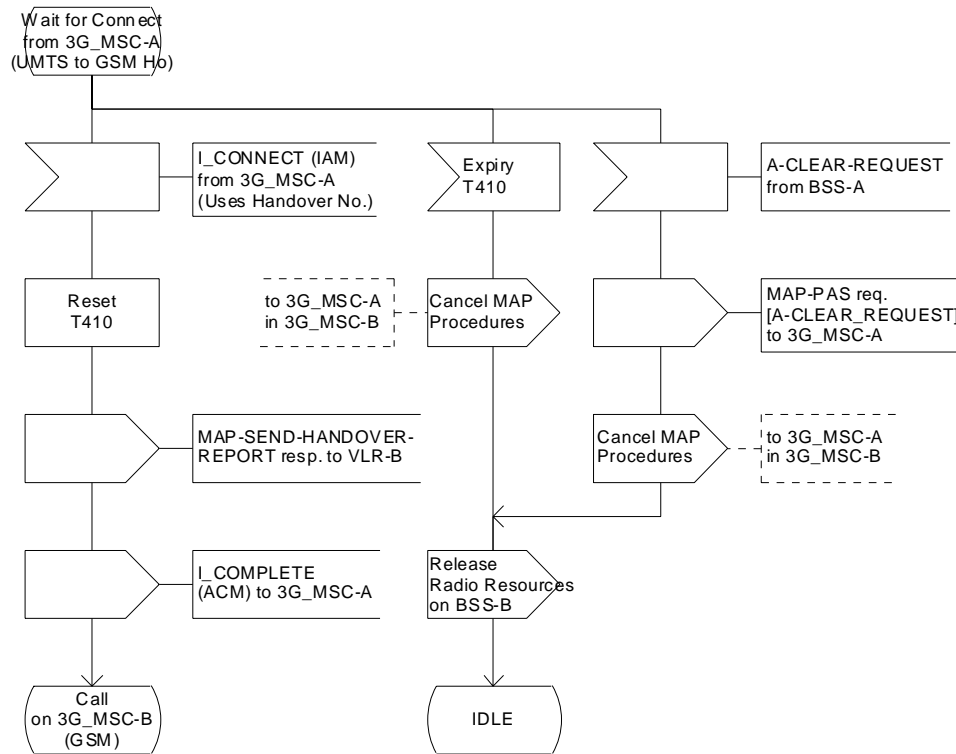 Wait for Connect
from 3G_MSC-A
(UMTS to GSM Ho)
I_CONNECT (IAM)
from 3G_MSC-A
(Uses Handover No.)
Expiry
T410
A-CLEAR-REQUEST
from BSS-A
Reset
T410
to 3G_MSC-A
in 3G_MSC-B
Cancel MAP
Procedures
MAP-PAS req.
[A-CLEAR_REQUEST]
to 3G_MSC-A
MAP-SEND-HANDOVER-
REPORT resp. to VLR-B
Cancel MAP
Procedures
to 3G_MSC-A
in 3G_MSC-B
I_COMPLETE
(ACM) to 3G_MSC-A
Release
Radio Resources
on BSS-B
Call
on 3G_MSC-B
(GSM)
IDLE